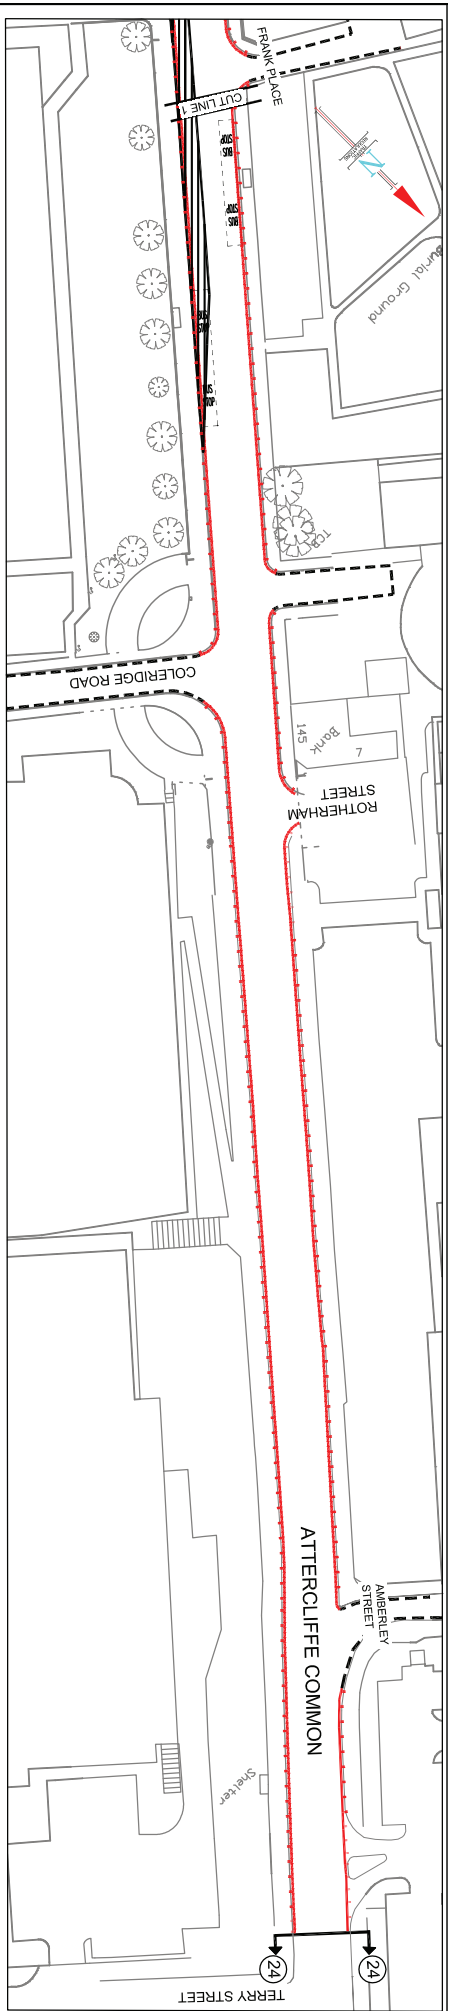 FRANK PLACE
CUT LINE 1
BUS
STOP
BUS
STOP
N
Burial Ground
BUS
STOP
BUS
STOP
TCB
COLERIDGE ROAD
145
Bank
7
ROTHERHAM
STREET
ATTERCLIFFE COMMON
AMBERLEY
STREET
Shelter
24
24
TERRY STREET